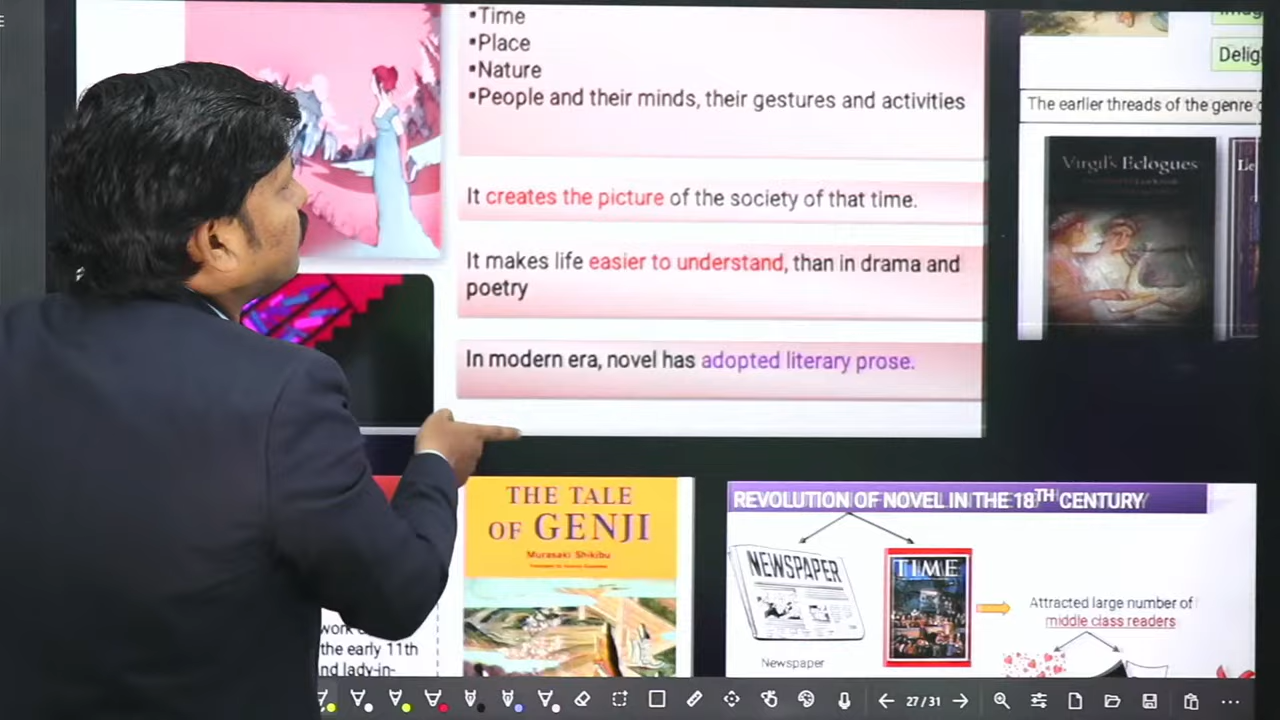 ▪Time
▪Place
▪Nature
▪People and their minds, their gestures and activities
It creates the picture of the society of that time.
It makes life easier to understand, than in drama and
poetry
In modern era, novel has adopted literary prose.
The earlier threads of the genre
Virgil's Eclogues
THE TALE
OF GENJI
Murasaki Shikibu
work
the early 11th
nd lady-in-
REVOLUTION OF NOVEL IN THE 18TH CENTURY
NEWSPAPER
TIME
Attracted large number of
middle class readers
Newspaper
27/31